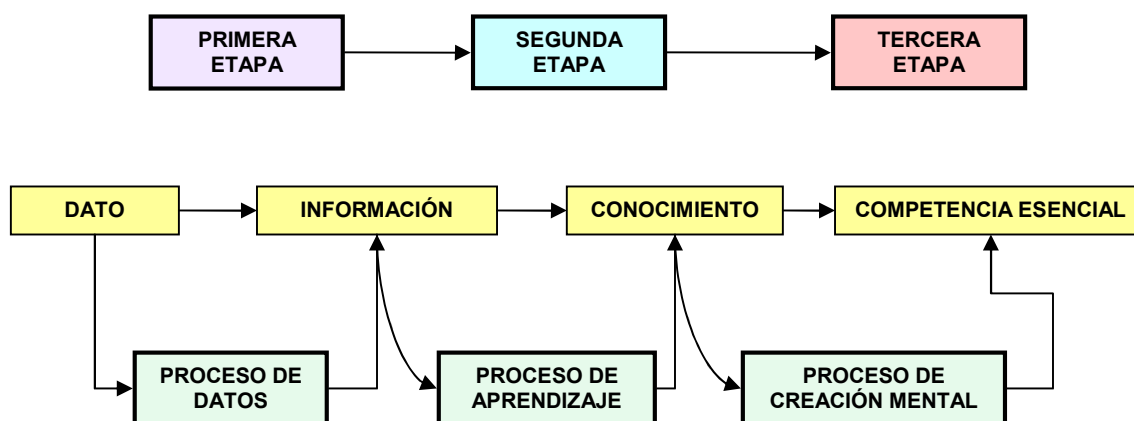 PRIMERA
ETAPA
SEGUNDA
ETAPA
TERCERA
ETAPA
DATO
INFORMACIÓN
CONOCIMIENTO
COMPETENCIA ESENCIAL
PROCESO DE
DATOS
PROCESO DE
APRENDIZAJE
PROCESO DE
CREACIÓN MENTAL